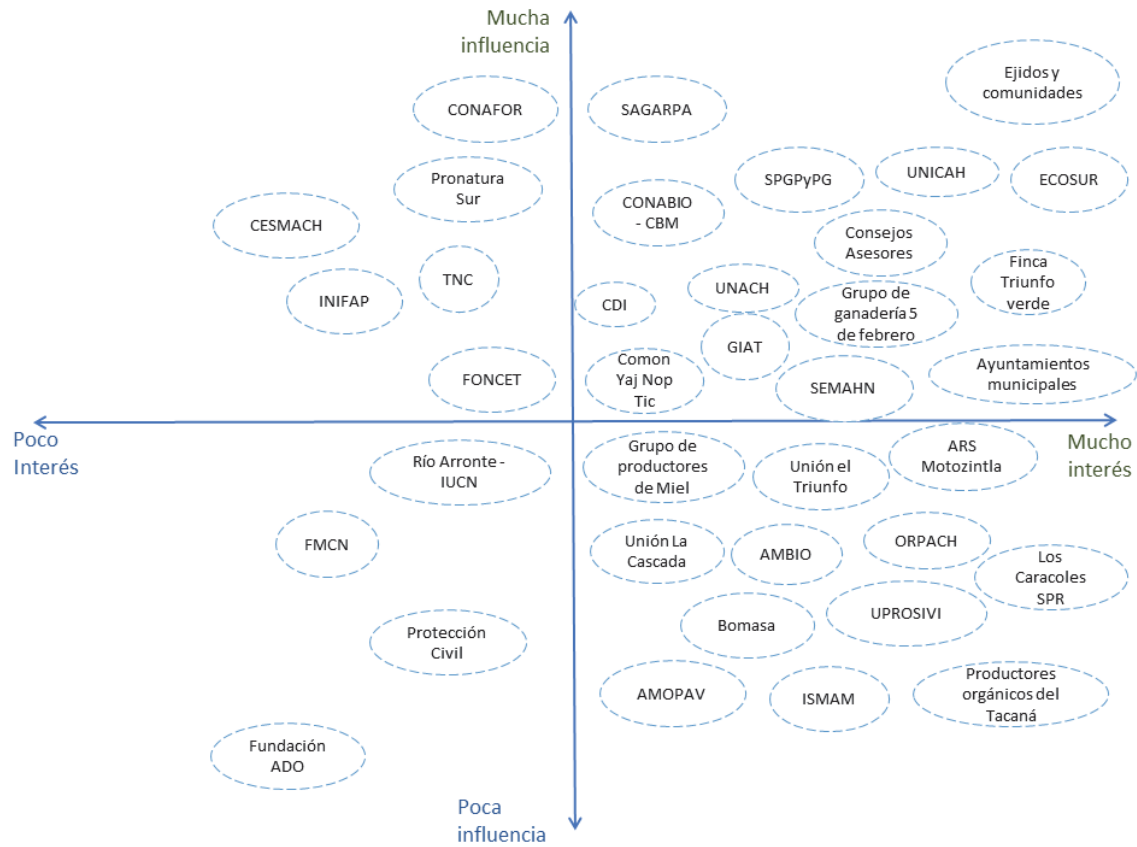 Mucha
influencia
Ejidos y
comunidades
CONAFOR
SAGARPA
Pronatura
Sur
SPGPyPG
UNICAH
ECOSUR
CESMACH
CONABIO
- CBM
Consejos
Asesores
TNC
INIFAP
CDI
UNACH
Grupo de
ganadería 5
de febrero
Finca
Triunfo
verde
GIAT
FONCET
Comon
Yaj Nop
Tic
SEMAHN
Ayuntamientos
municipales
Poco
Interés
Mucho
interés
Río Arronte -
IUCN
Grupo de
productores
de Miel
Unión el
Triunfo
ARS
Motozintla
FMCN
Unión La
Cascada
AMBIO
ORPACH
Los
Caracoles
SPR
Protección
Civil
Bomasa
UPROSIVI
AMOPAV
ISMAM
Productores
orgánicos del
Tacaná
Fundación
ADO
Poca
influencia